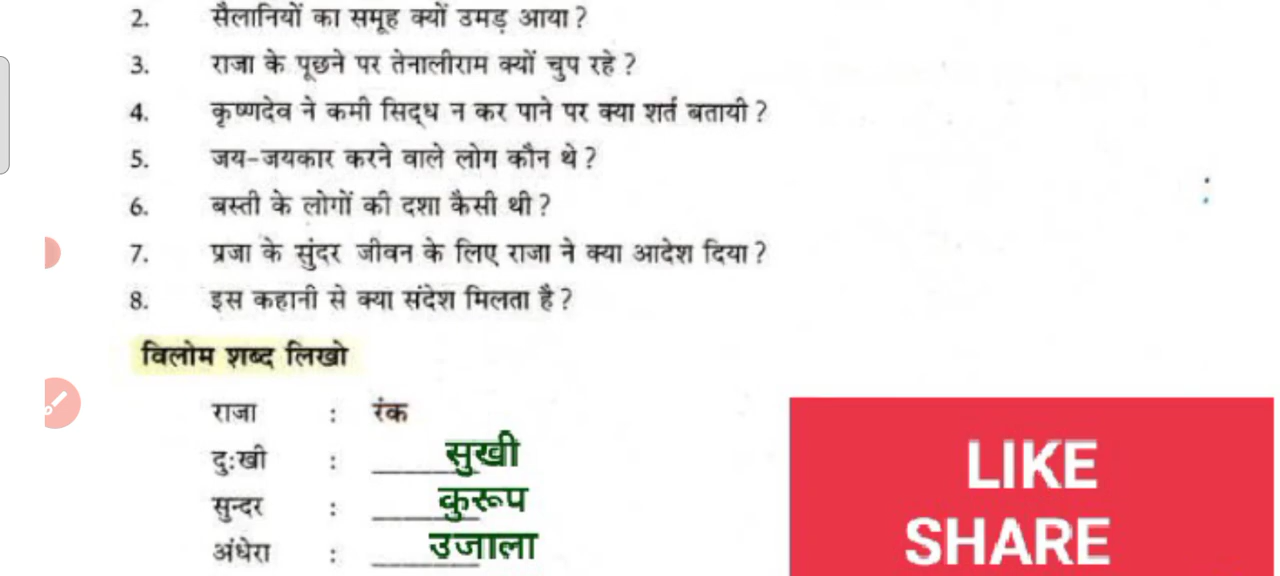 2. सैलानियों का समूह क्यों उमड़ आया ?
3. राजा के पूछने पर तेनालीराम क्यों चुप रहे ?
4. कृष्णदेव ने कमी सिद्ध न कर पाने पर क्या शर्त बतायी ?
5. जय-जयकार करने वाले लोग कौन थे ?
6. बस्ती के लोगों की दशा कैसी थी ?
7. प्रजा के सुंदर जीवन के लिए राजा ने क्या आदेश दिया ?
8. इस कहानी से क्या संदेश मिलता है ?
विलोम शब्द लिखो
राजा : रंक
दुःखी : सुखी
सुन्दर : कुरूप
अंधेरा : उजाला
LIKE
SHARE